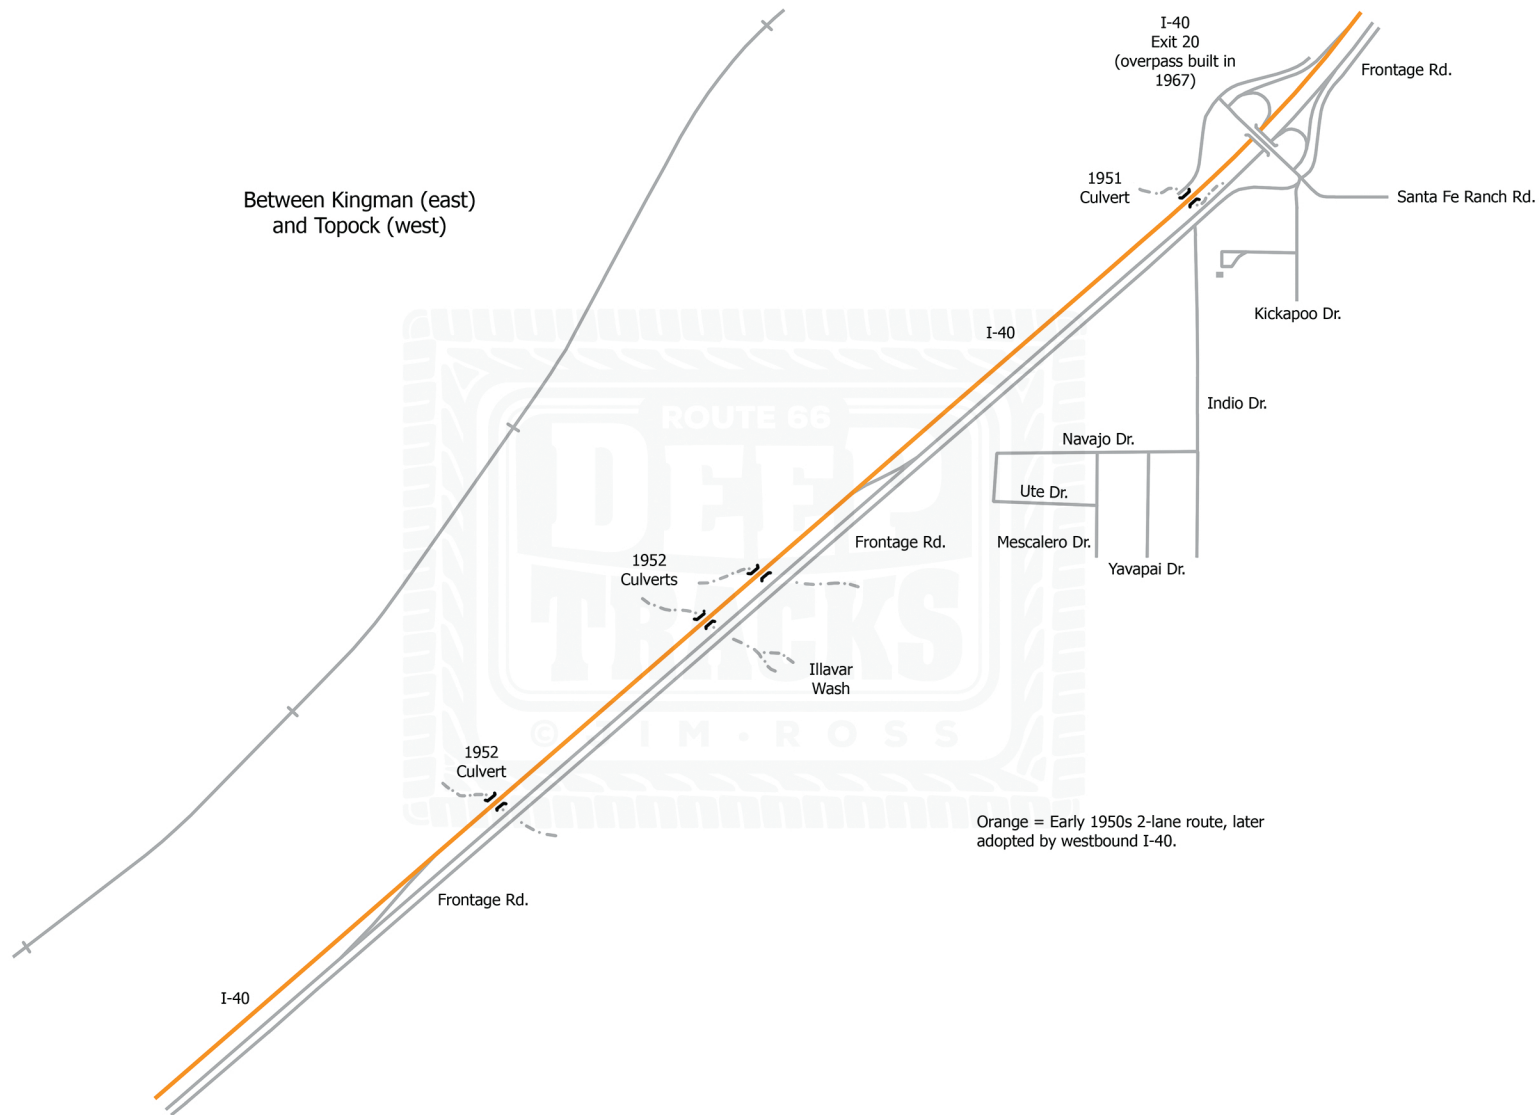 I-40
Exit 20
(overpass built in
1967)
Frontage Rd.
1951
Culvert
Santa Fe Ranch Rd.
Between Kingman (east)
and Topock (west)
Kickapoo Dr.
I-40
Indio Dr.
ROUTE 66
DEEP
TRACKS
© TIM • ROSS
Navajo Dr.
Ute Dr.
Mescalero Dr.
Yavapai Dr.
Frontage Rd.
1952
Culverts
Illavar
Wash
1952
Culvert
Orange = Early 1950s 2-lane route, later
adopted by westbound I-40.
Frontage Rd.
I-40